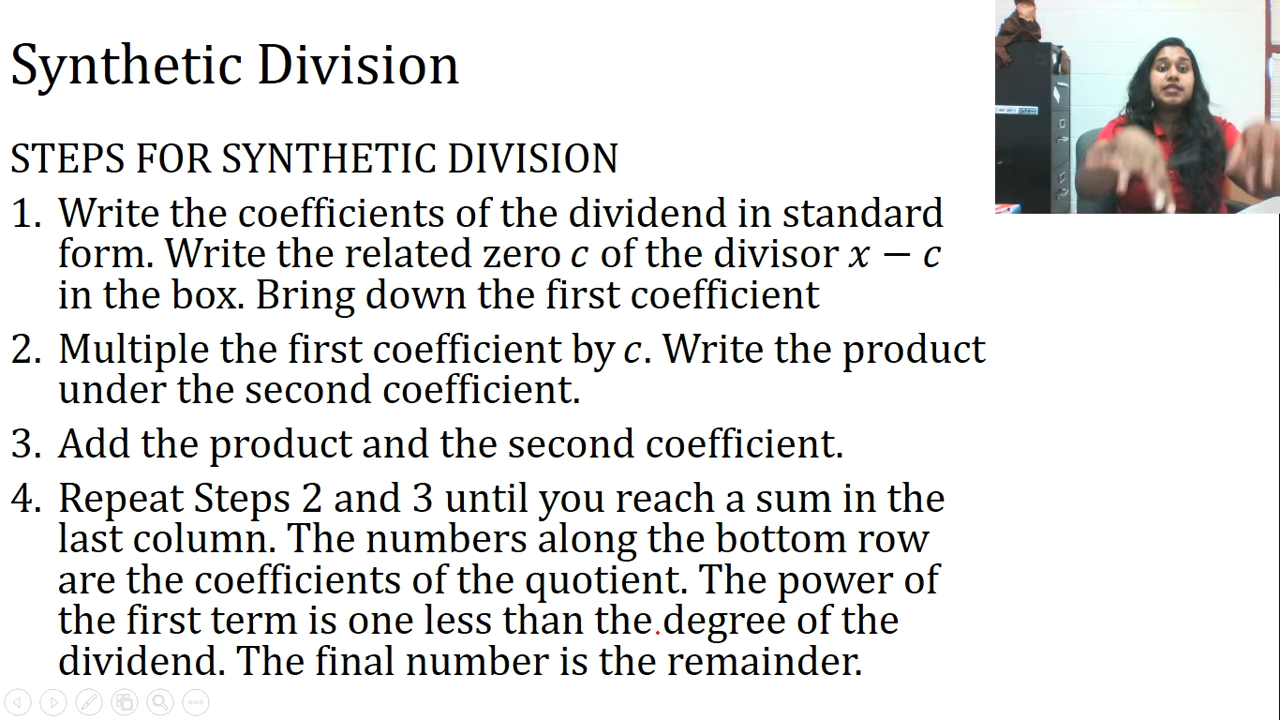 Synthetic Division
STEPS FOR SYNTHETIC DIVISION
1. Write the coefficients of the dividend in standard
form. Write the related zero c of the divisor x − c
in the box. Bring down the first coefficient
2. Multiple the first coefficient by c. Write the product
under the second coefficient.
3. Add the product and the second coefficient.
4. Repeat Steps 2 and 3 until you reach a sum in the
last column. The numbers along the bottom row
are the coefficients of the quotient. The power of
the first term is one less than the degree of the
dividend. The final number is the remainder.